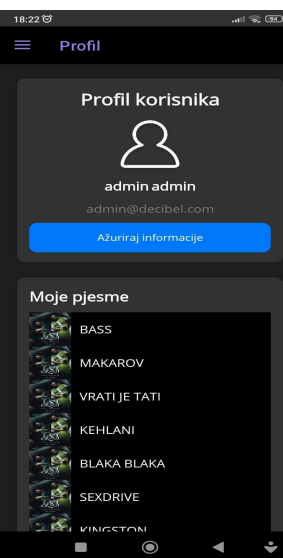 18:22
54
Profil
Profil korisnika
admin admin
admin@decibel.com
Ažuriraj informacije
Moje pjesme
BASS
MAKAROV
VRATI JE TATI
KEHLANI
BLAKA BLAKA
SEXDRIVE
KINGSTON